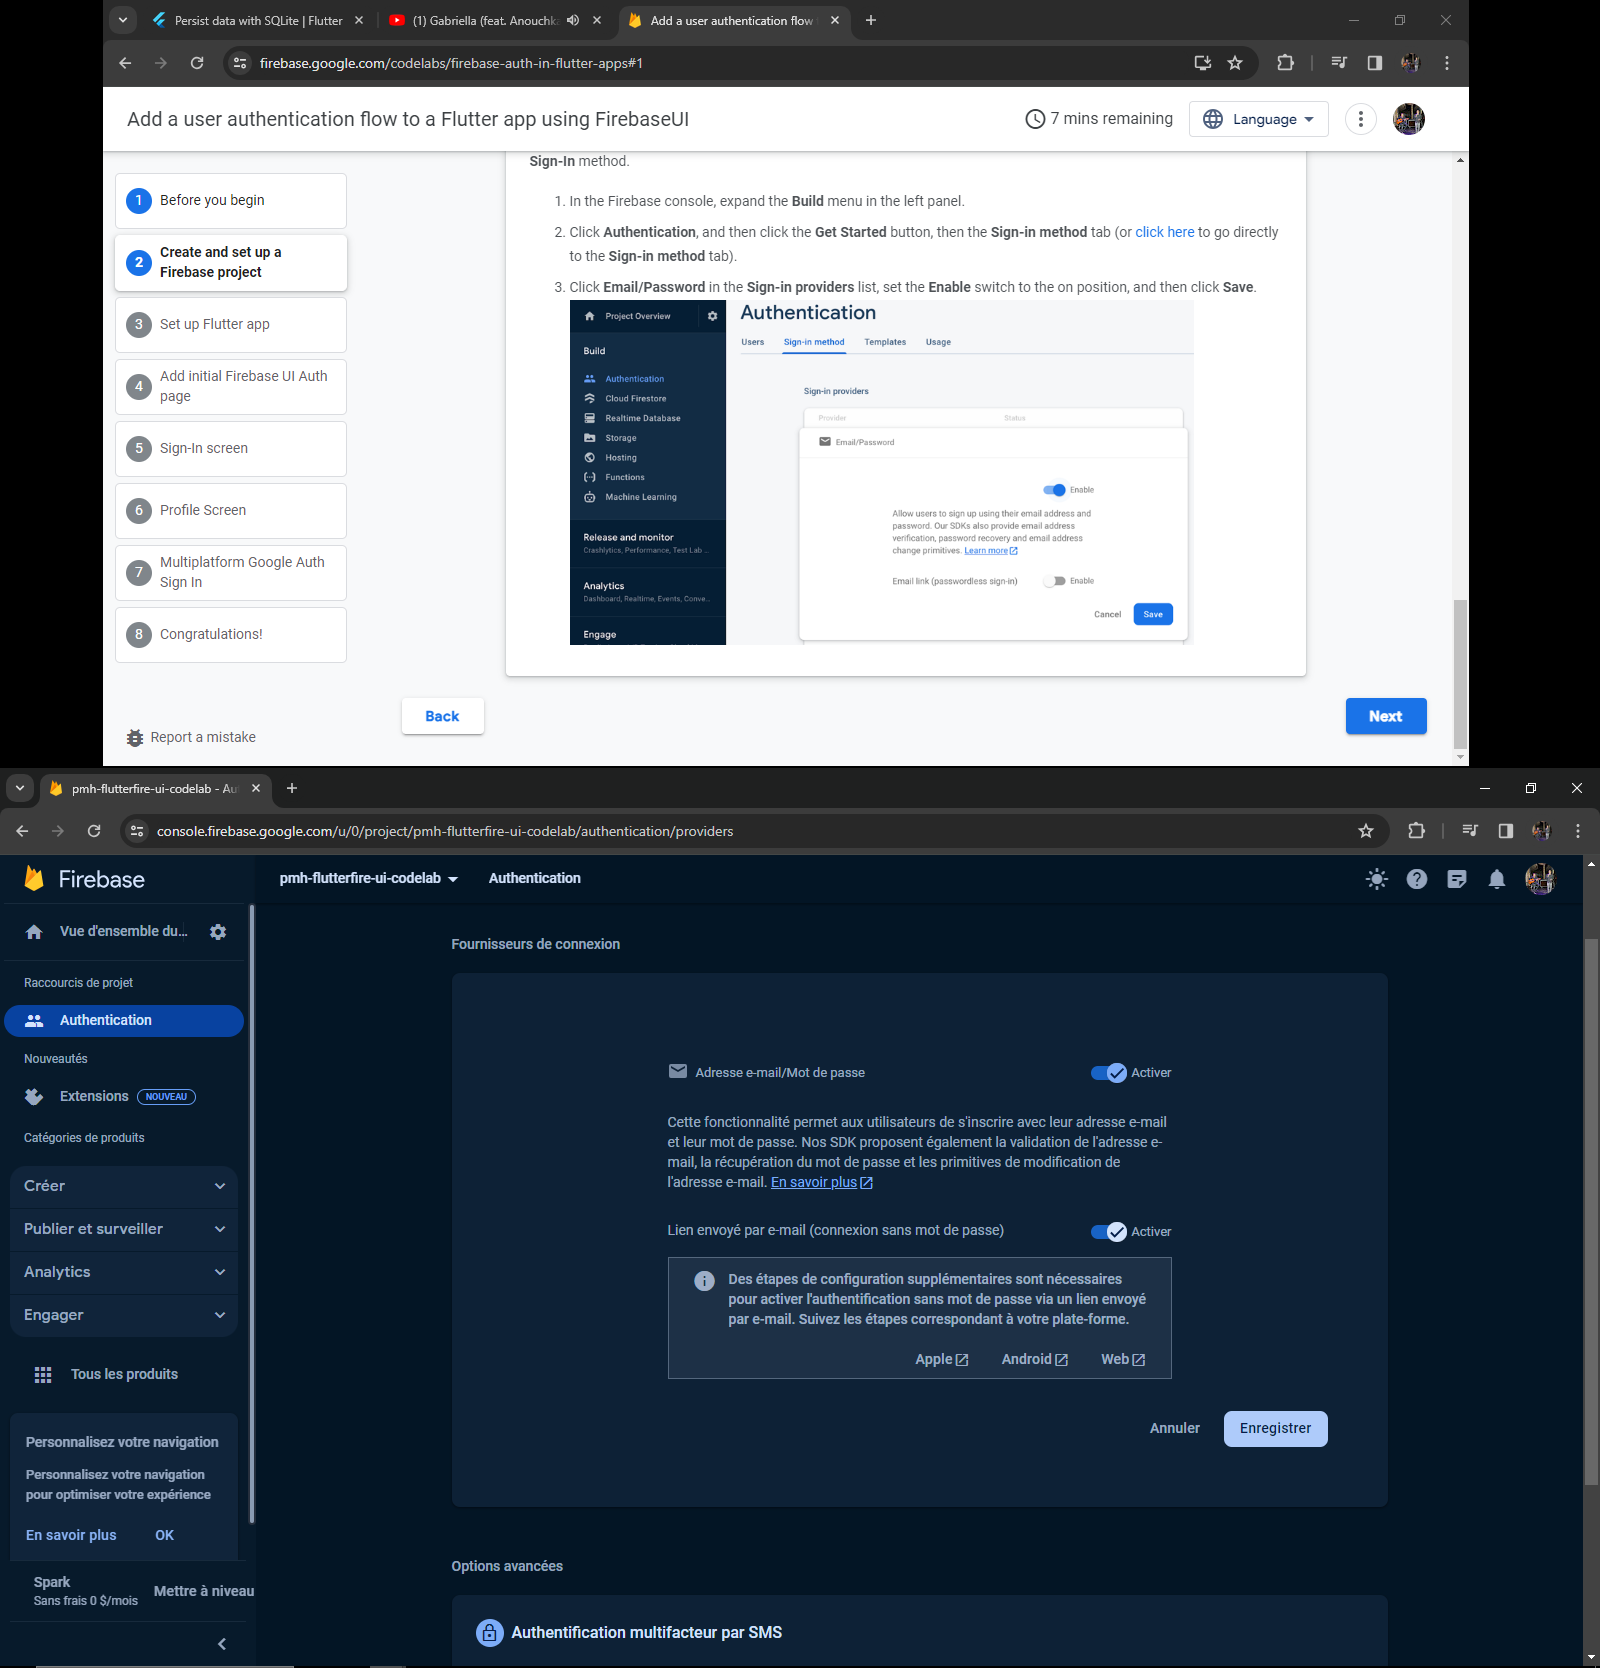 Persist data with SQLite | Flutter
(1) Gabriella (feat. Anouchka
Add a user authentication flow
firebase.google.com/codelabs/firebase-auth-in-flutter-apps#1
Add a user authentication flow to a Flutter app using FirebaseUI
7 mins remaining
Language
1 Before you begin
2 Create and set up a
Firebase project
3 Set up Flutter app
4 Add initial Firebase UI Auth
page
5 Sign-In screen
6 Profile Screen
7 Multiplatform Google Auth
Sign In
8 Congratulations!
Report a mistake
Sign-In method.
1. In the Firebase console, expand the Build menu in the left panel.
2. Click Authentication, and then click the Get Started button, then the Sign-in method tab (or click here to go directly
to the Sign-in method tab).
3. Click Email/Password in the Sign-in providers list, set the Enable switch to the on position, and then click Save.
Project Overview
Build
Authentication
Cloud Firestore
Realtime Database
Storage
Hosting
Functions
Machine Learning
Release and monitor
Crashlytics, Performance, Test Lab ...
Analytics
Dashboard, Realtime, Events, Conve...
Engage
Authentication
Users Sign-in method Templates Usage
Sign-in providers
Provider Status
Email/Password
Enable
Allow users to sign up using their email address and
password. Our SDKs also provide email address
verification, password recovery and email address
change primitives. Learn more
Email link (passwordless sign-in) Enable
Cancel Save
Back
Next
pmh-flutterfire-ui-codelab - Au
console.firebase.google.com/u/0/project/pmh-flutterfire-ui-codelab/authentication/providers
Firebase
pmh-flutterfire-ui-codelab Authentication
Vue d'ensemble du...
Raccourcis de projet
Authentication
Nouveautés
Extensions NOUVEAU
Catégories de produits
Créer
Publier et surveiller
Analytics
Engager
Tous les produits
Personnalisez votre navigation
Personnalisez votre navigation
pour optimiser votre expérience
En savoir plus OK
Spark
Sans frais 0 $/mois
Mettre à niveau
Fournisseurs de connexion
Adresse e-mail/Mot de passe Activer
Cette fonctionnalité permet aux utilisateurs de s'inscrire avec leur adresse e-mail
et leur mot de passe. Nos SDK proposent également la validation de l'adresse e-
mail, la récupération du mot de passe et les primitives de modification de
l'adresse e-mail. En savoir plus
Lien envoyé par e-mail (connexion sans mot de passe) Activer
Des étapes de configuration supplémentaires sont nécessaires
pour activer l'authentification sans mot de passe via un lien envoyé
par e-mail. Suivez les étapes correspondant à votre plate-forme.
Apple Android Web
Annuler Enregistrer
Options avancées
Authentification multifacteur par SMS